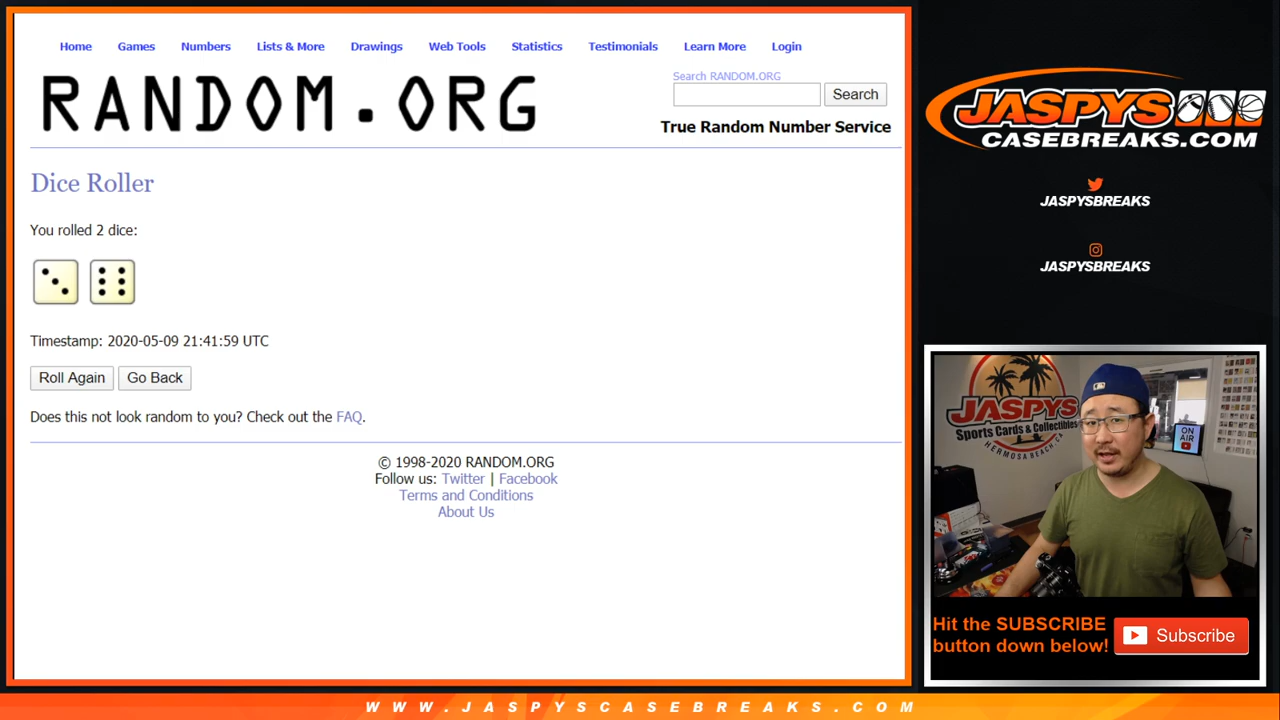 Home Games Numbers Lists & More Drawings Web Tools Statistics Testimonials Learn More Login
RANDOM.ORG
Search RANDOM.ORG
Search
True Random Number Service
Dice Roller
You rolled 2 dice:
Timestamp: 2020-05-09 21:41:59 UTC
Roll Again Go Back
Does this not look random to you? Check out the FAQ.
© 1998-2020 RANDOM.ORG
Follow us: Twitter | Facebook
Terms and Conditions
About Us
JASPYS
CASEBREAKS.COM
JASPYSBREAKS
JASPYSBREAKS
JASPYS
Sports Cards & Collectibles
HERMOSA BEACH, CA
ON
AIR
Hit the SUBSCRIBE
button down below!
Subscribe
WWW.JASPYSCASEBREAKS.COM